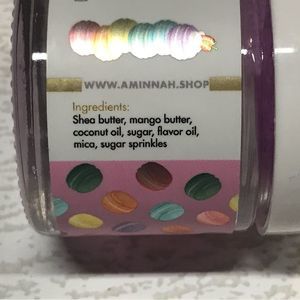 WWW.AMINNAH.SHOP
Ingredients:
Shea butter, mango butter,
coconut oil, sugar, flavor oil,
mica, sugar sprinkles